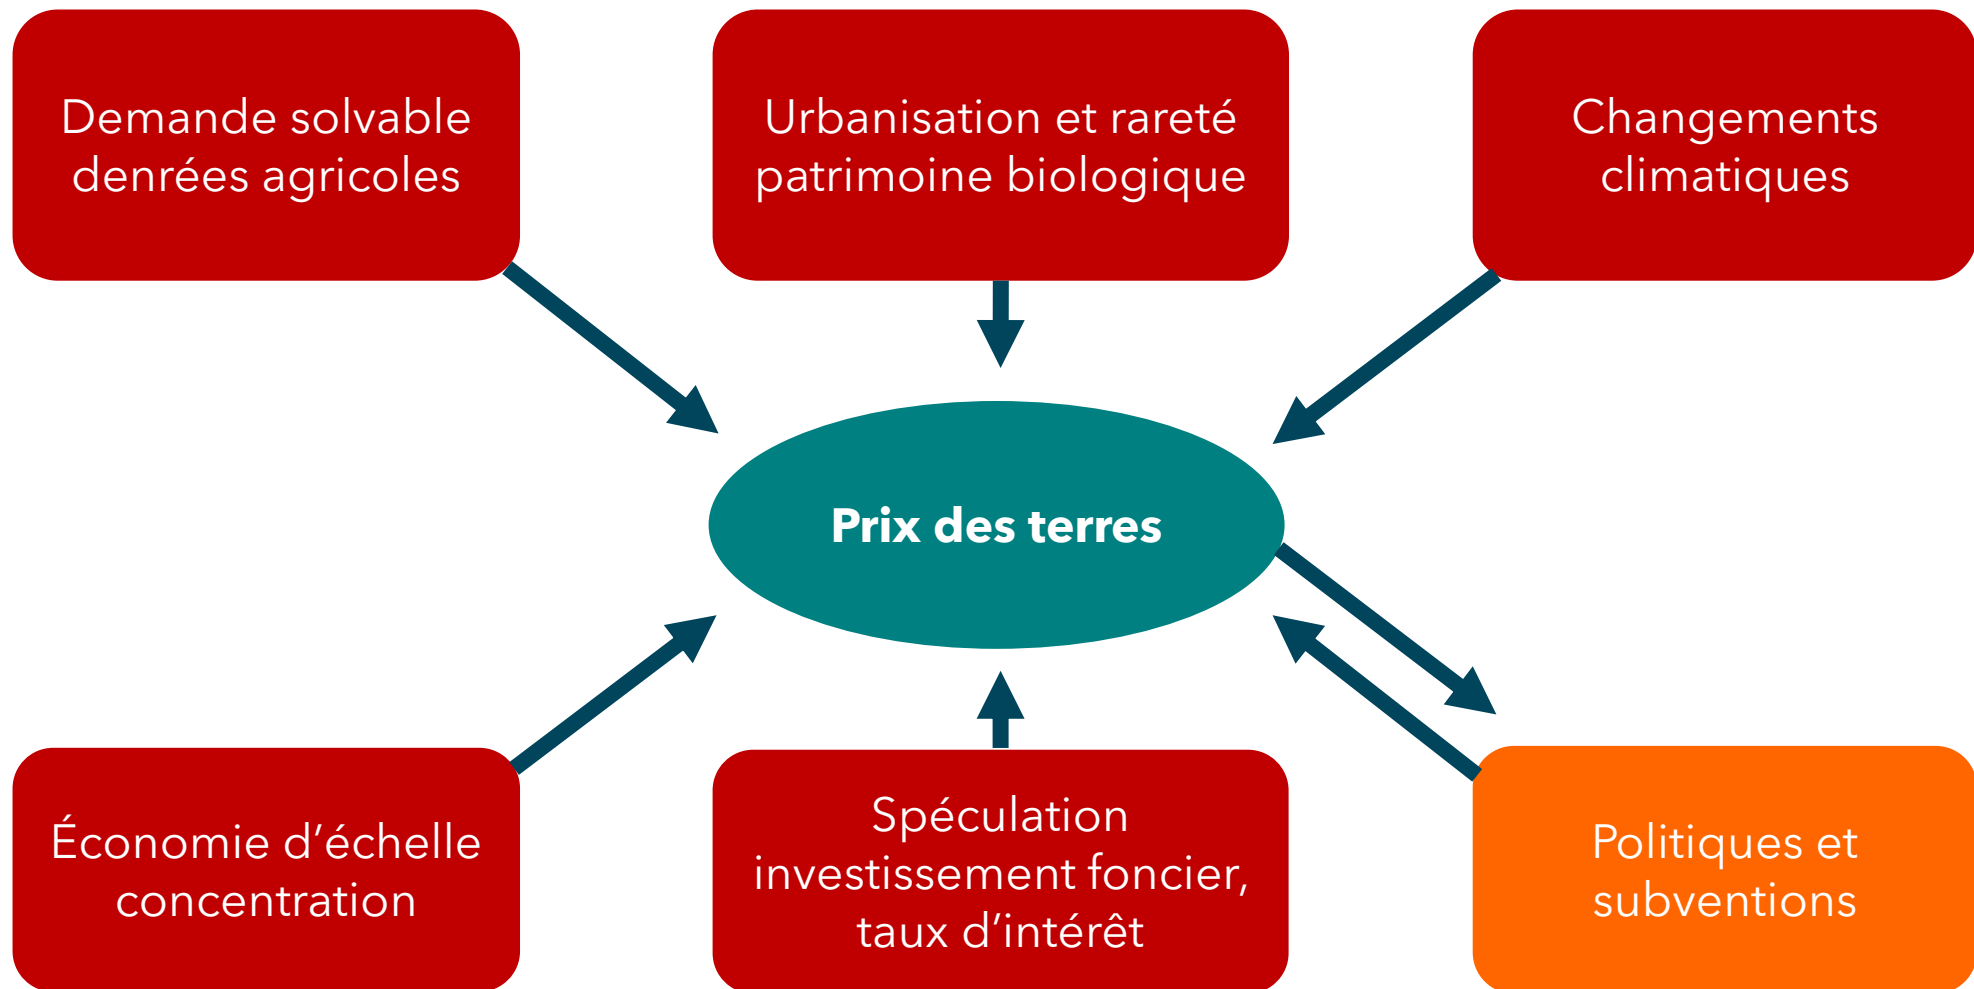 Demande solvable
denrées agricoles
Urbanisation et rareté
patrimoine biologique
Changements
climatiques
Prix des terres
Économie d’échelle
concentration
Spéculation
investissement foncier,
taux d’intérêt
Politiques et
subventions